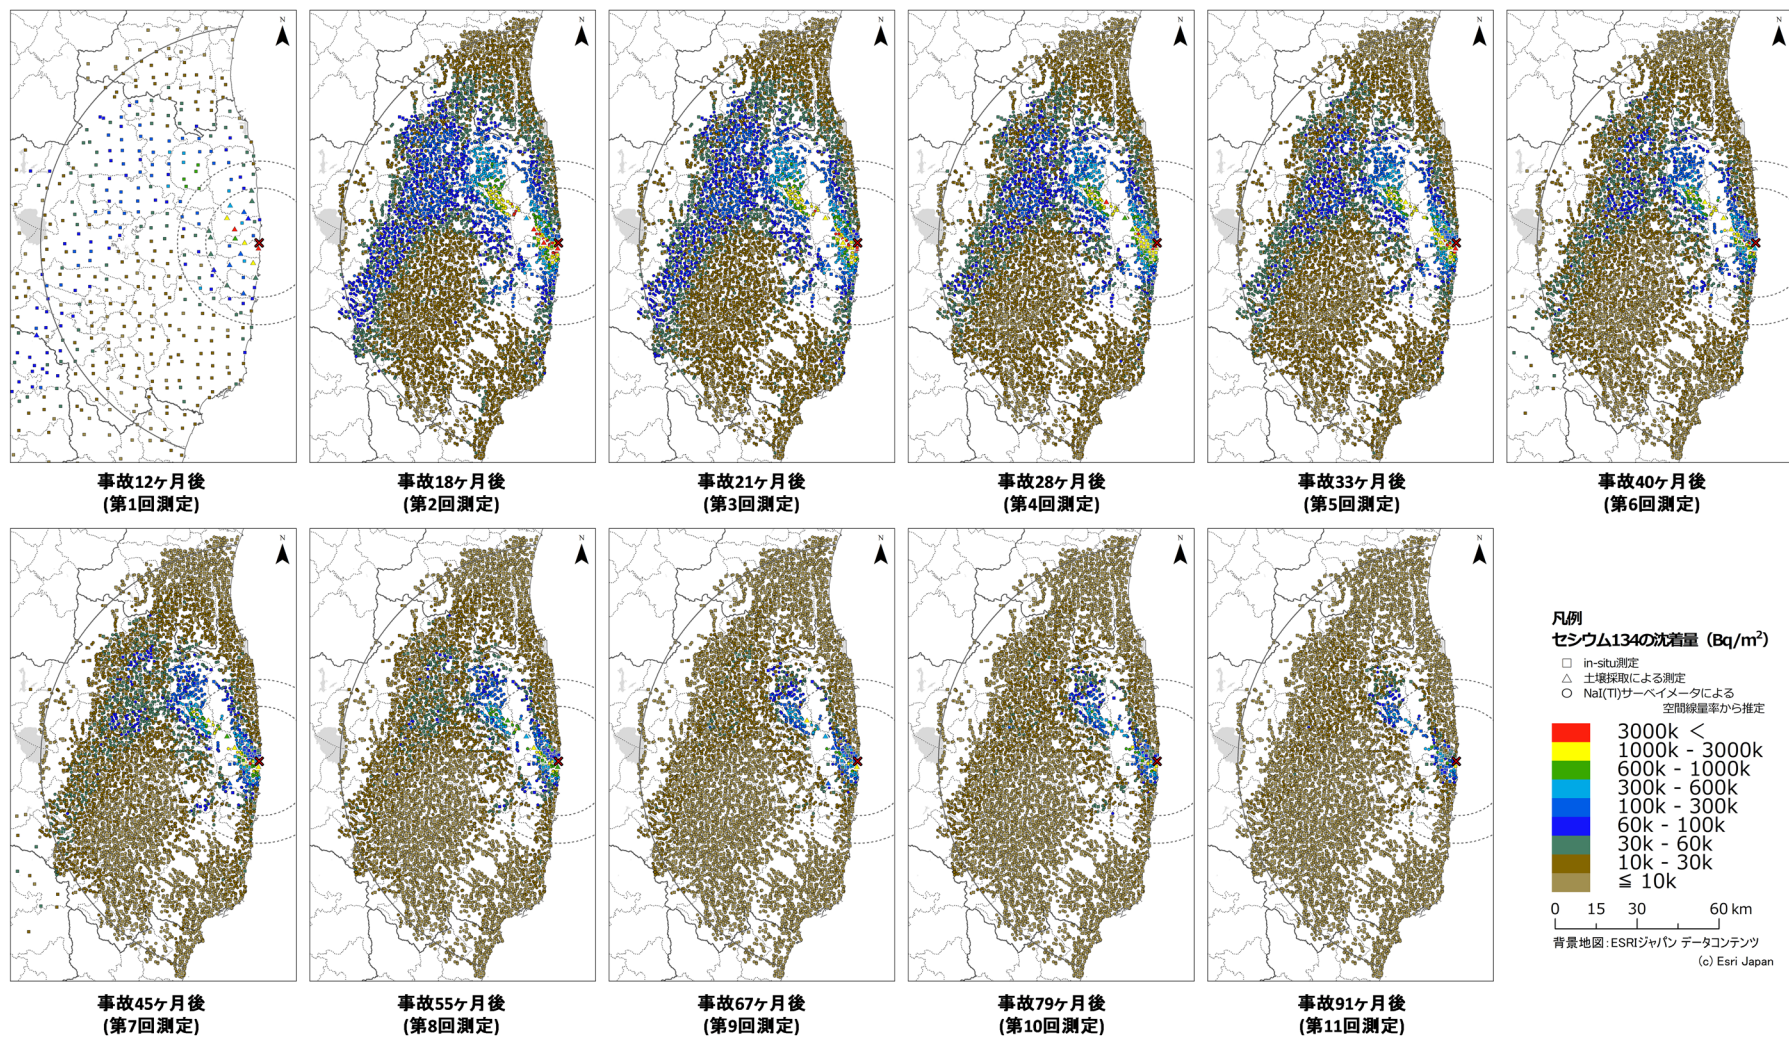 N
N
N
N
N
N
事故12ヶ月後
(第1回測定)
事故18ヶ月後
(第2回測定)
事故21ヶ月後
(第3回測定)
事故28ヶ月後
(第4回測定)
事故33ヶ月後
(第5回測定)
事故40ヶ月後
(第6回測定)
N
N
N
N
N
事故45ヶ月後
(第7回測定)
事故55ヶ月後
(第8回測定)
事故67ヶ月後
(第9回測定)
事故79ヶ月後
(第10回測定)
事故91ヶ月後
(第11回測定)
凡例
セシウム134の沈着量（Bq/m²）
in-situ測定
土壌採取による測定
NaI(Tl)サーベイメータによる
空間線量率から推定
3000k <
1000k - 3000k
600k - 1000k
300k - 600k
100k - 300k
60k - 100k
30k - 60k
10k - 30k
≦ 10k
0 15 30 60 km
背景地図：ESRIジャパン データコンテンツ
(c) Esri Japan